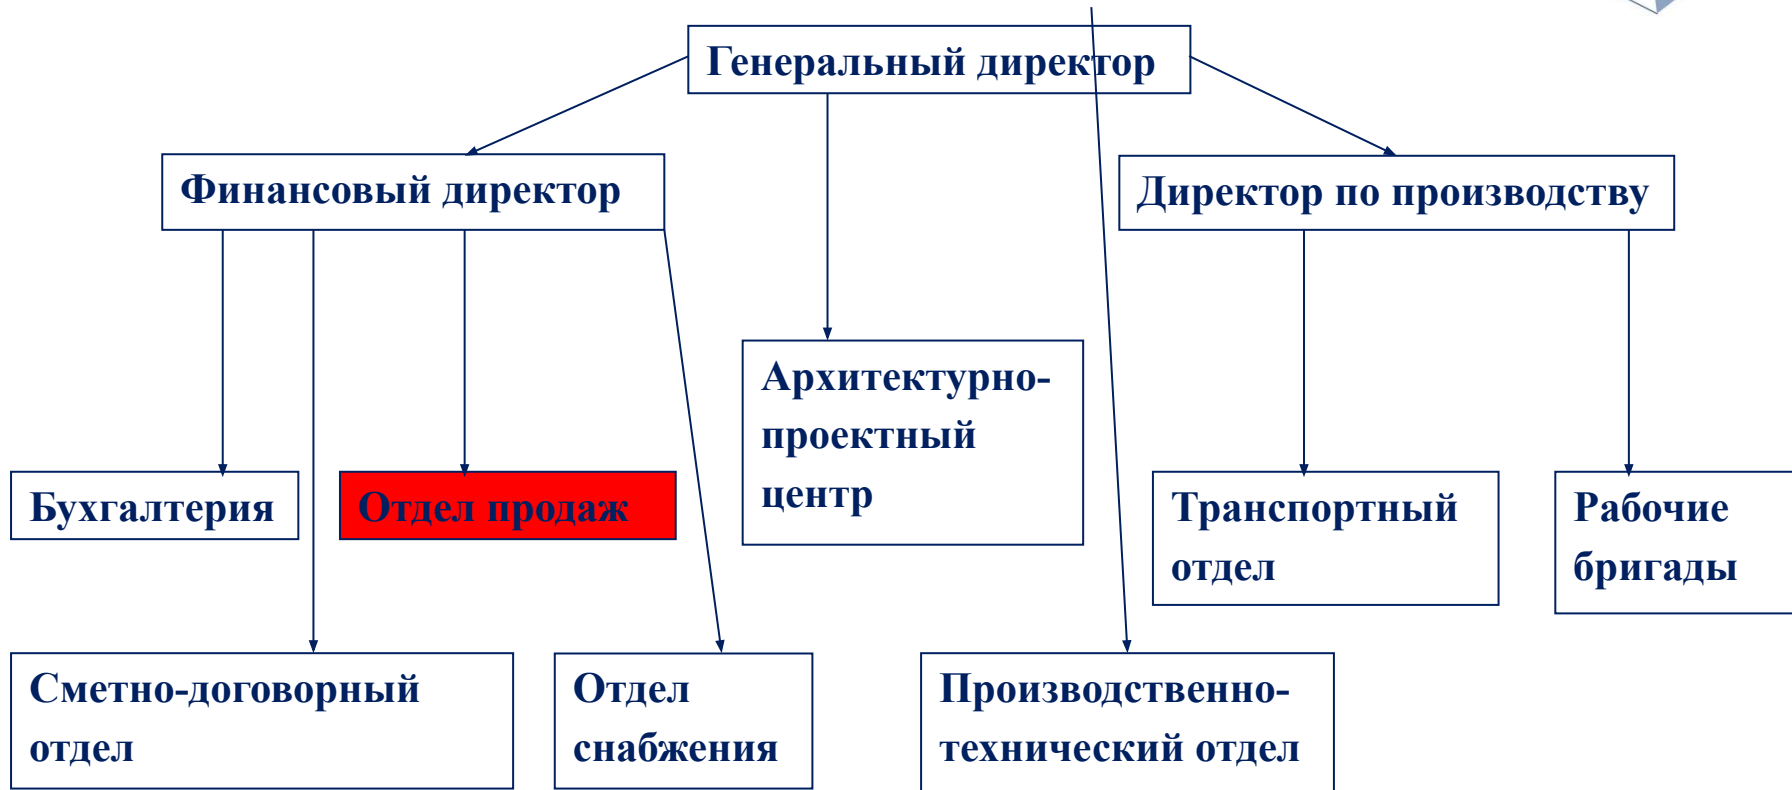 Генеральный директор
Финансовый директор
Директор по производству
Архитектурно-
проектный
центр
Бухгалтерия
Отдел продаж
Транспортный
отдел
Рабочие
бригады
Сметно-договорный
отдел
Отдел
снабжения
Производственно-
технический отдел